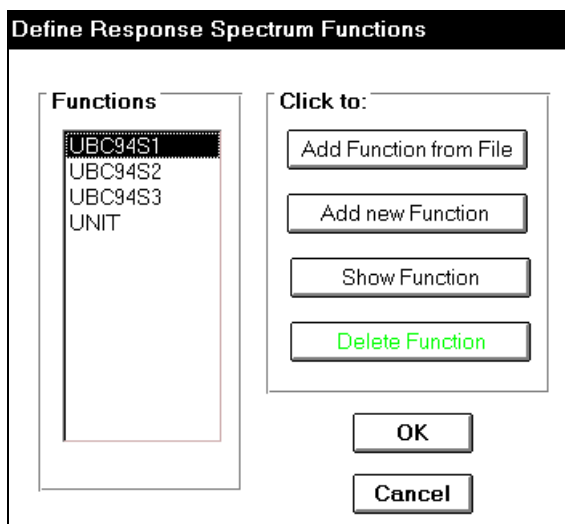 Define Response Spectrum Functions
Functions
UBC94S1
UBC94S2
UBC94S3
UNIT
Click to:
Add Function from File
Add new Function
Show Function
Delete Function
OK
Cancel